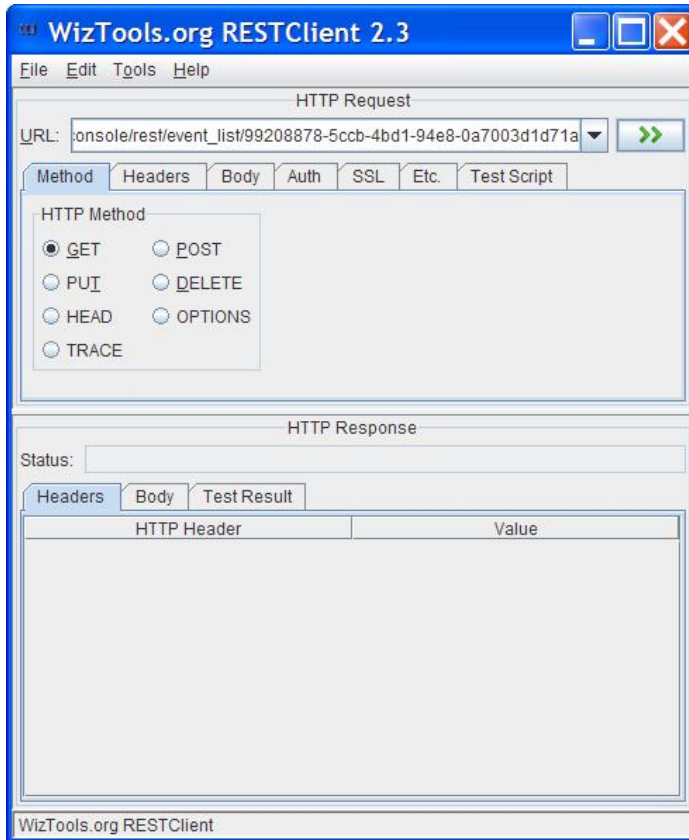 WizTools.org RESTClient 2.3
File Edit Tools Help
HTTP Request
URL: :onsole/rest/event_list/99208878-5ccb-4bd1-94e8-0a7003d1d71a
Method Headers Body Auth SSL Etc. Test Script
HTTP Method
GET POST
PUT DELETE
HEAD OPTIONS
TRACE
HTTP Response
Status:
Headers Body Test Result
HTTP Header Value
WizTools.org RESTClient